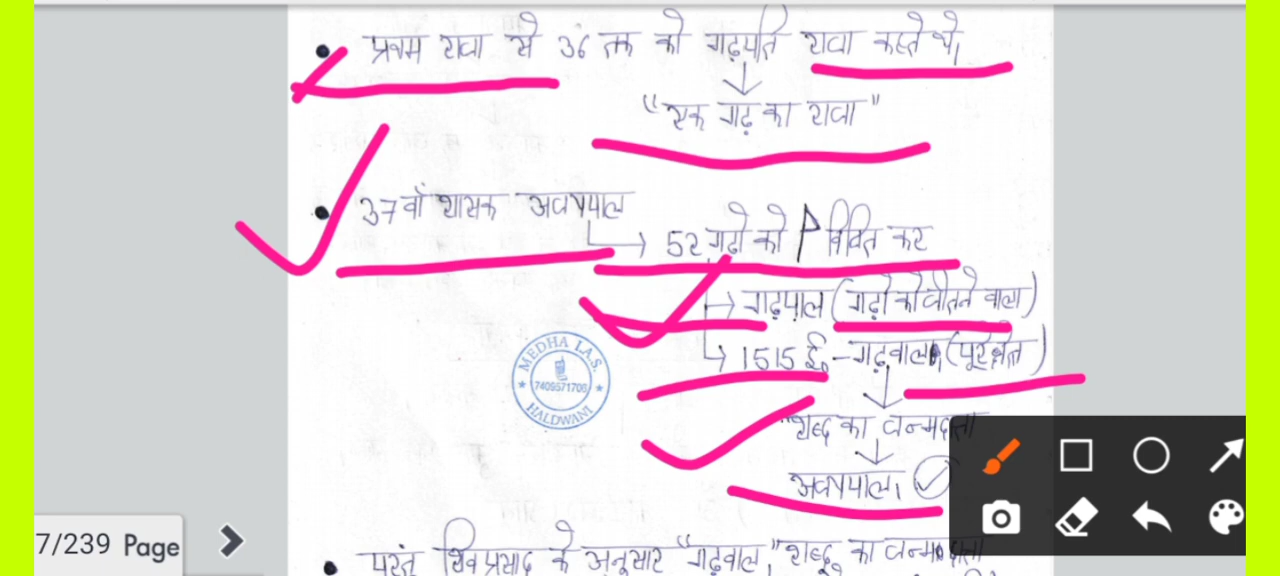 प्रथम राजा से 36 तक को गढ़पति राजा कहते थे,
"एक गढ़ का राजा"
37वाँ शासक अजयपाल
52 गढ़ो को विजित कर
गढ़पाल (गढ़ो को जीतने वाला)
1515 ई० - गढ़वाल, (पूर्ण क्षेत्र)
MEDHA I.A.S.
7409571706
HALDWANI
"शब्द का जन्मदाता
अजयपाल,
7/239 Page
परंतु शिवप्रसाद के अनुसार "गढ़वाल" शब्द का जन्मदाता